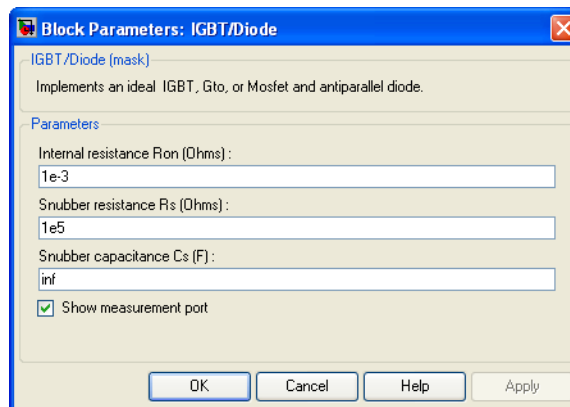 Block Parameters: IGBT/Diode
IGBT/Diode (mask)
Implements an ideal IGBT, Gto, or Mosfet and antiparallel diode.
Parameters
Internal resistance Ron (Ohms) :
1e-3
Snubber resistance Rs (Ohms) :
1e5
Snubber capacitance Cs (F) :
inf
Show measurement port
OK Cancel Help Apply